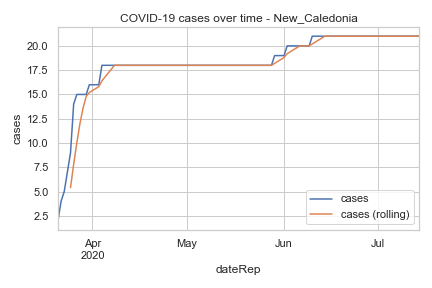 COVID-19 cases over time - New_Caledonia
cases
20.0
17.5
15.0
12.5
10.0
7.5
5.0
2.5
cases
cases (rolling)
Apr
2020
May
Jun
Jul
dateRep